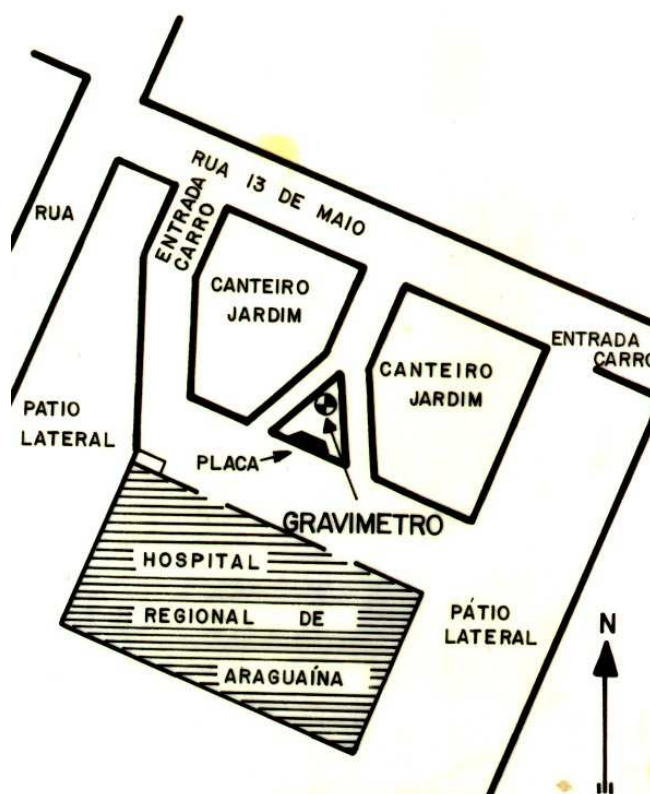 RUA 13 DE MAIO
RUA
ENTRADA
CARRO
CANTEIRO
JARDIM
ENTRADA
CARRO
CANTEIRO
JARDIM
PATIO
LATERAL
PLACA
GRAVIMETRO
HOSPITAL
REGIONAL DE
ARAGUAÍNA
PÁTIO
LATERAL
N